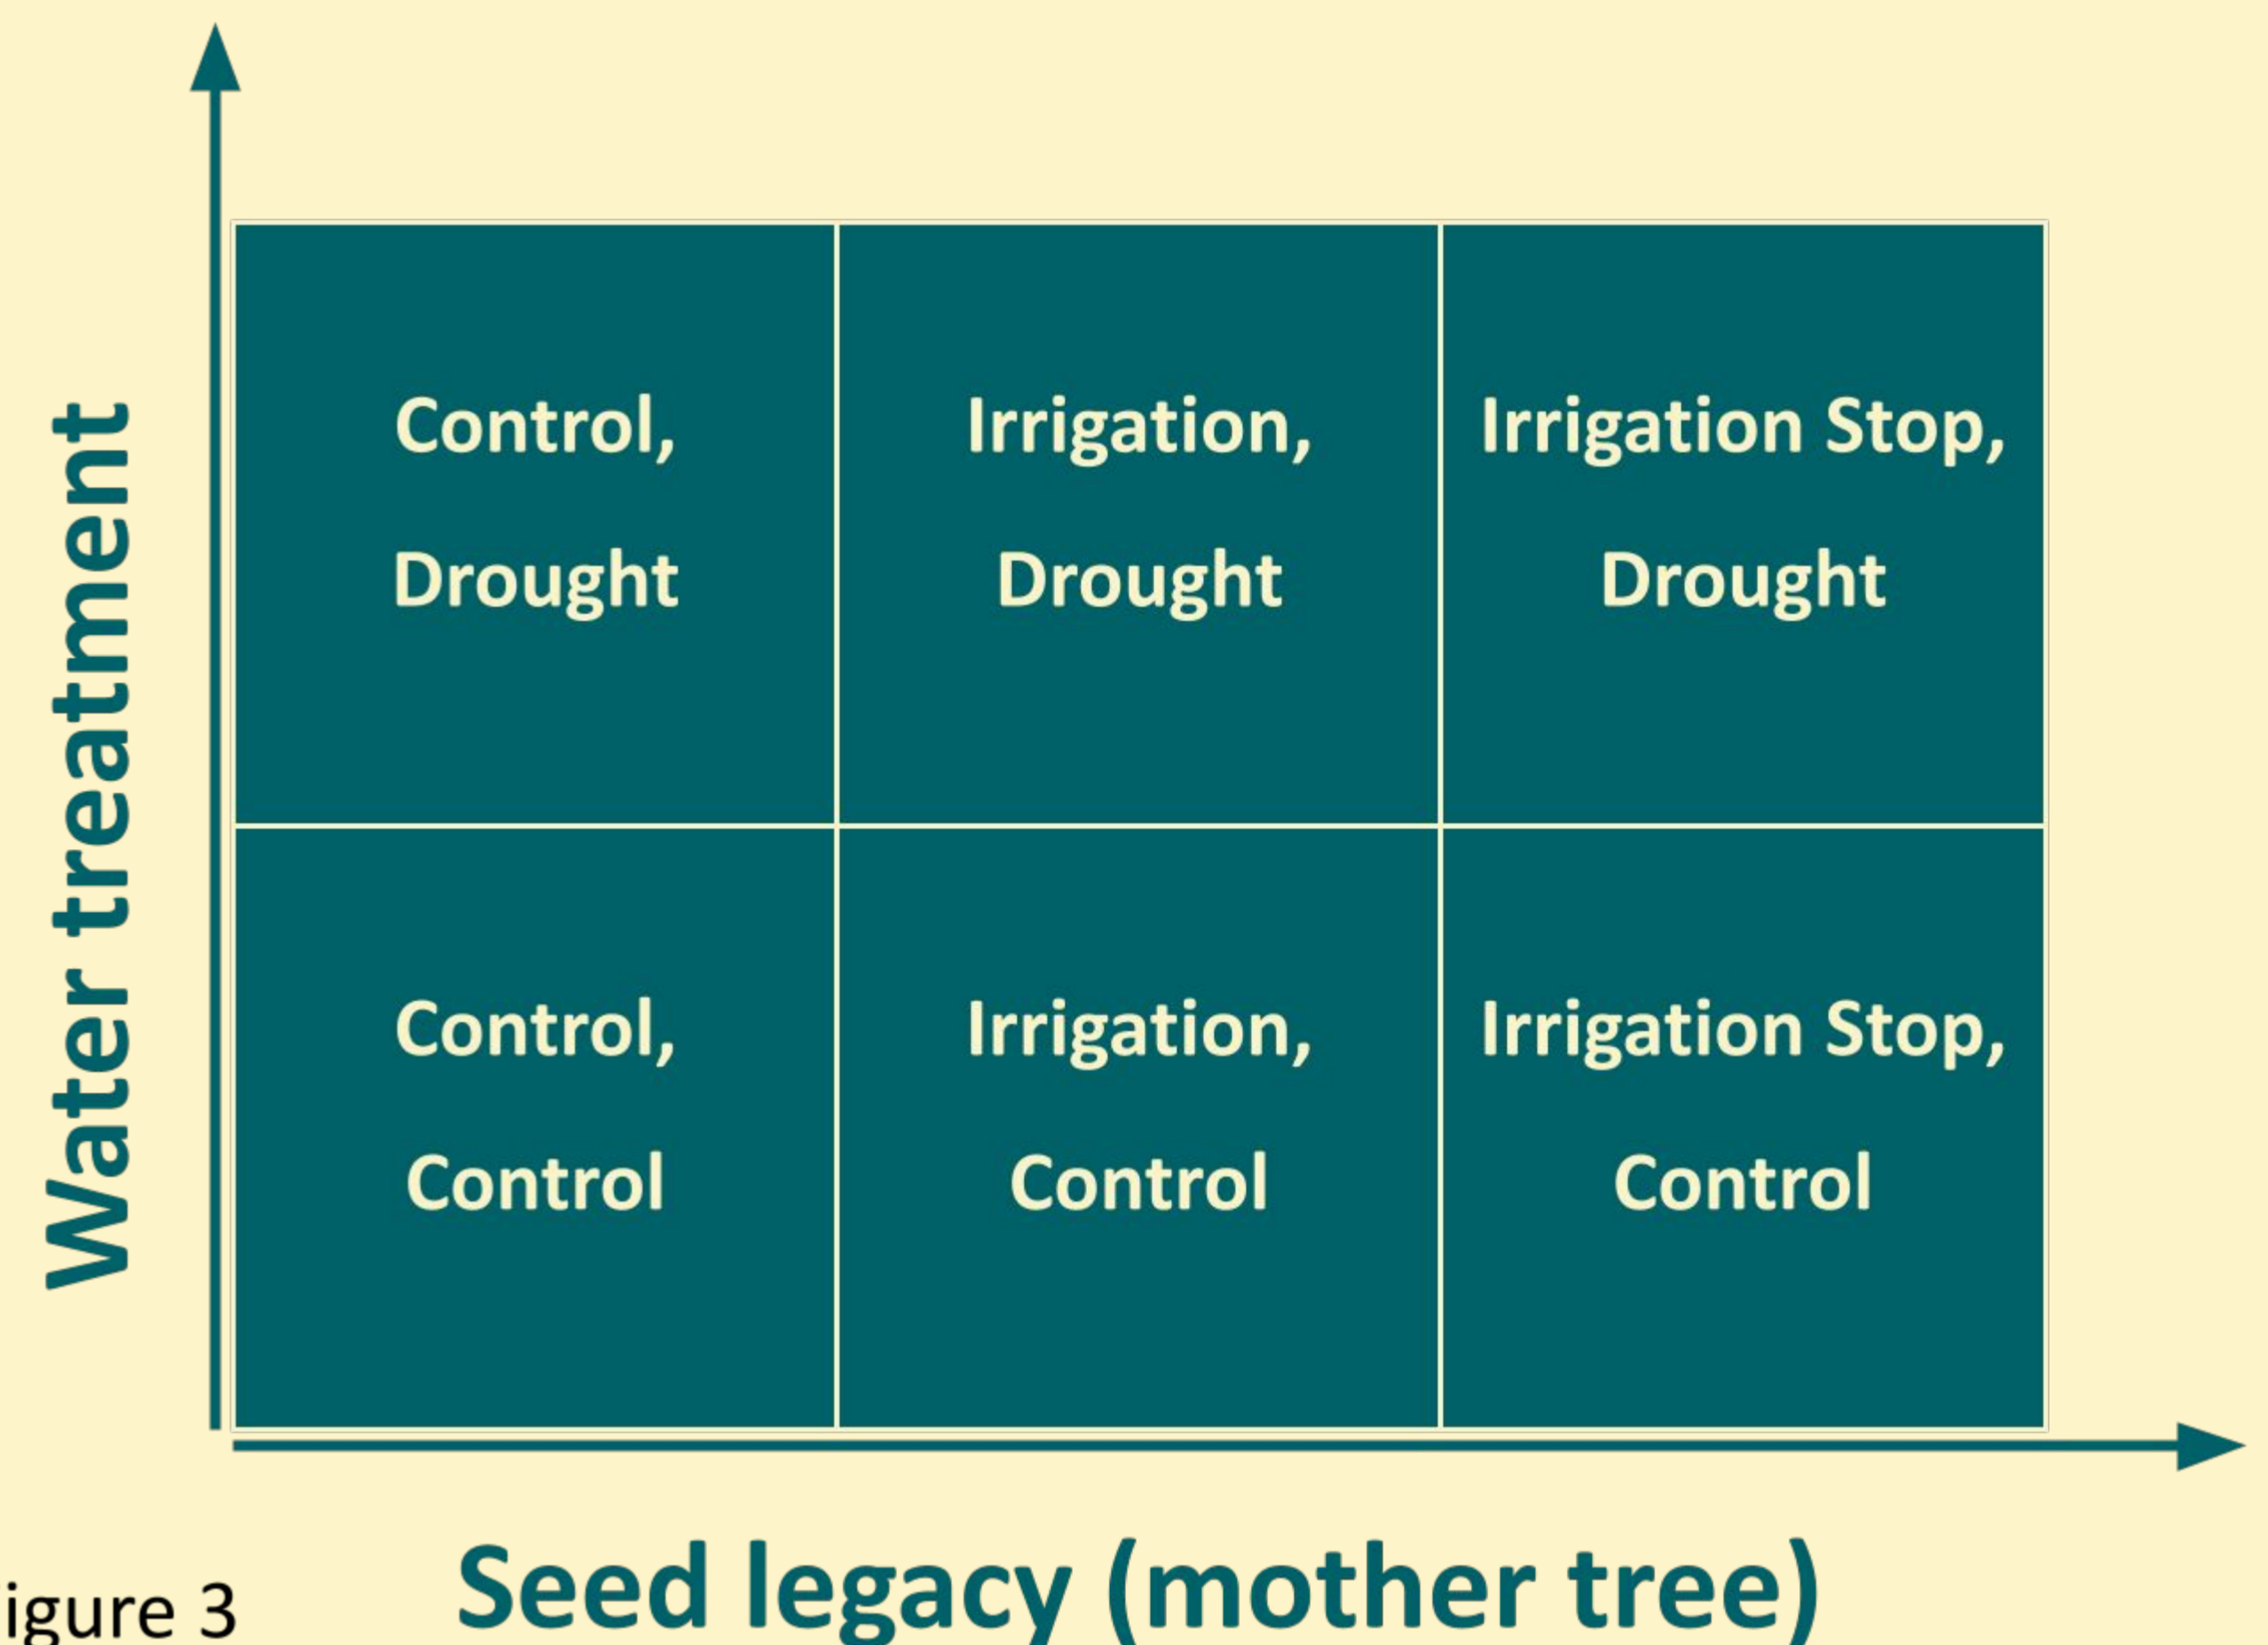 Water treatment
Control,
Drought
Irrigation,
Drought
Irrigation Stop,
Drought
Control,
Control
Irrigation,
Control
Irrigation Stop,
Control
Seed legacy (mother tree)
igure 3